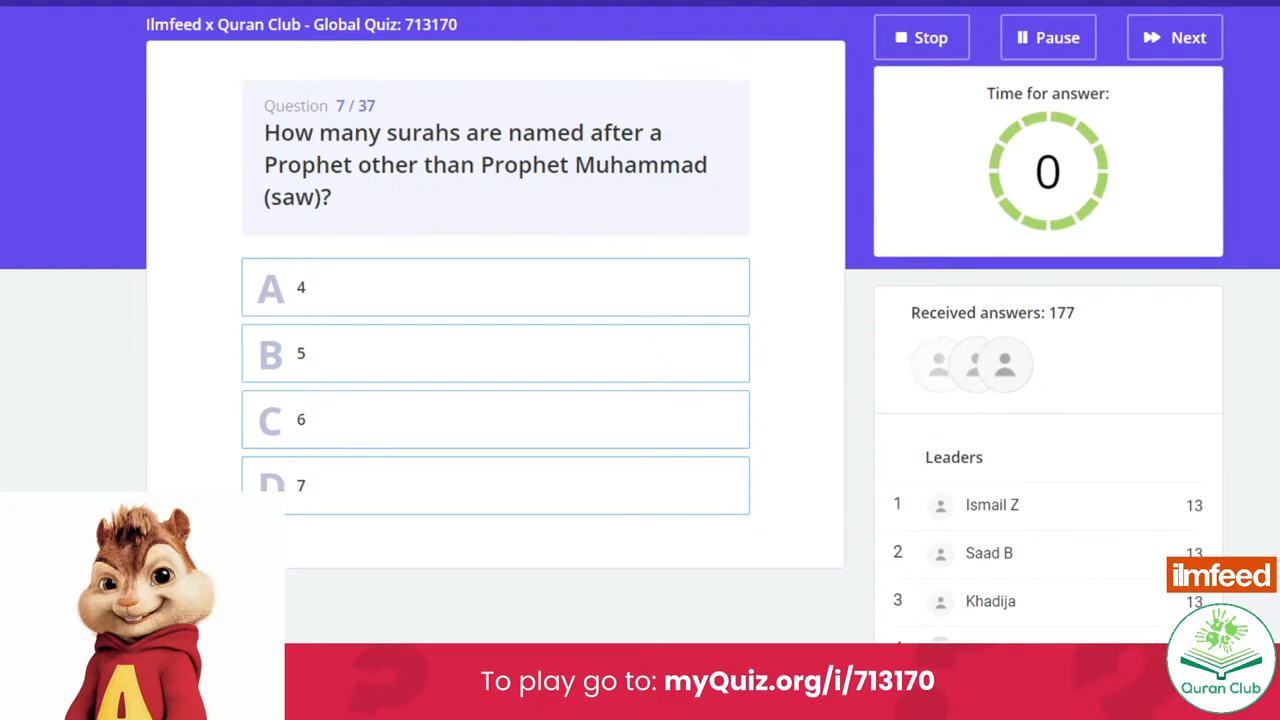 Ilmfeed x Quran Club - Global Quiz: 713170
Stop
Pause
Next
Question 7 / 37
How many surahs are named after a
Prophet other than Prophet Muhammad
(saw)?
A 4
B 5
C 6
D 7
Time for answer:
0
Received answers: 177
Leaders
1 Ismail Z 13
2 Saad B 13
3 Khadija 13
A
ilmfeed
Quran Club
To play go to: myQuiz.org/i/713170